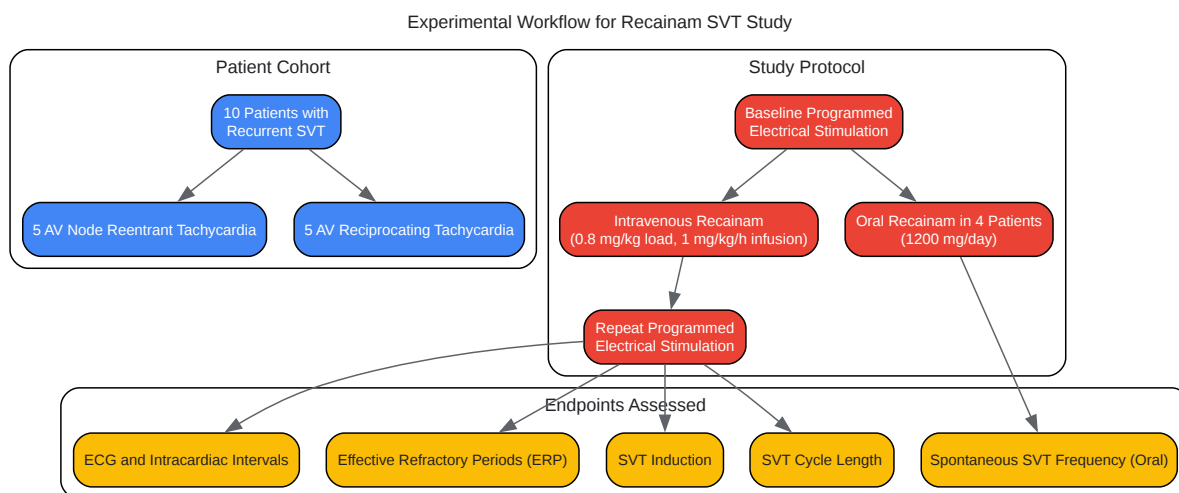 Experimental Workflow for Recainam SVT Study
Patient Cohort
10 Patients with
Recurrent SVT
5 AV Node Reentrant Tachycardia
5 AV Reciprocating Tachycardia
Study Protocol
Baseline Programmed
Electrical Stimulation
Intravenous Recainam
(0.8 mg/kg load, 1 mg/kg/h infusion)
Oral Recainam in 4 Patients
(1200 mg/day)
Repeat Programmed
Electrical Stimulation
Endpoints Assessed
ECG and Intracardiac Intervals
Effective Refractory Periods (ERP)
SVT Induction
SVT Cycle Length
Spontaneous SVT Frequency (Oral)